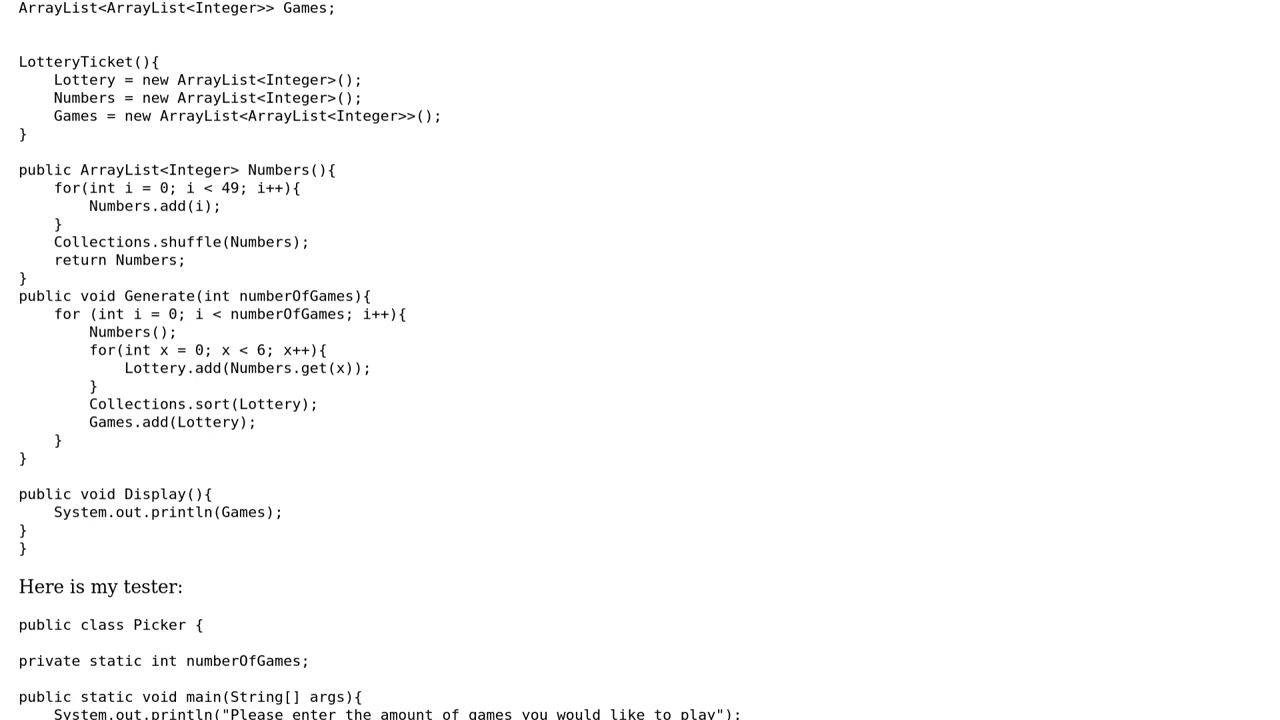 ArrayList<ArrayList<Integer>> Games;
LotteryTicket(){
    Lottery = new ArrayList<Integer>();
    Numbers = new ArrayList<Integer>();
    Games = new ArrayList<ArrayList<Integer>>();
}
public ArrayList<Integer> Numbers(){
    for(int i = 0; i < 49; i++){
        Numbers.add(i);
    }
    Collections.shuffle(Numbers);
    return Numbers;
}
public void Generate(int numberOfGames){
    for (int i = 0; i < numberOfGames; i++){
        Numbers();
        for(int x = 0; x < 6; x++){
            Lottery.add(Numbers.get(x));
        }
        Collections.sort(Lottery);
        Games.add(Lottery);
    }
}
public void Display(){
    System.out.println(Games);
}
}
Here is my tester:
public class Picker {
private static int numberOfGames;
public static void main(String[] args){
    System.out.println("Please enter the amount of games you would like to play");